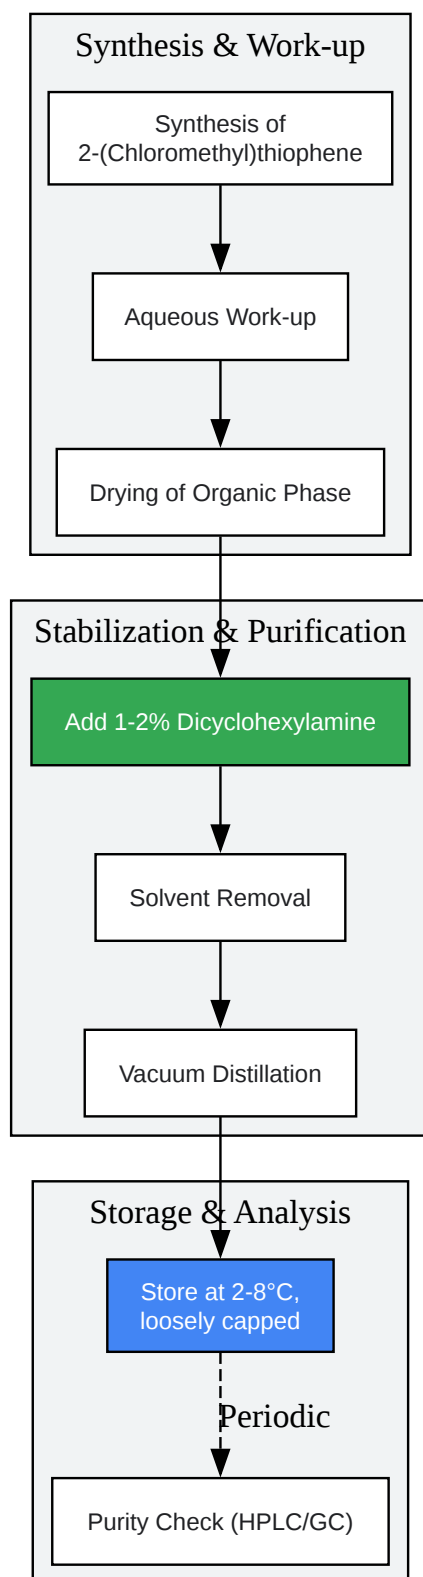 Synthesis & Work-up
Synthesis of
2-(Chloromethyl)thiophene
Aqueous Work-up
Drying of Organic Phase
Stabilization & Purification
Add 1-2% Dicyclohexylamine
Solvent Removal
Vacuum Distillation
Storage & Analysis
Store at 2-8°C,
loosely capped
Periodic
Purity Check (HPLC/GC)